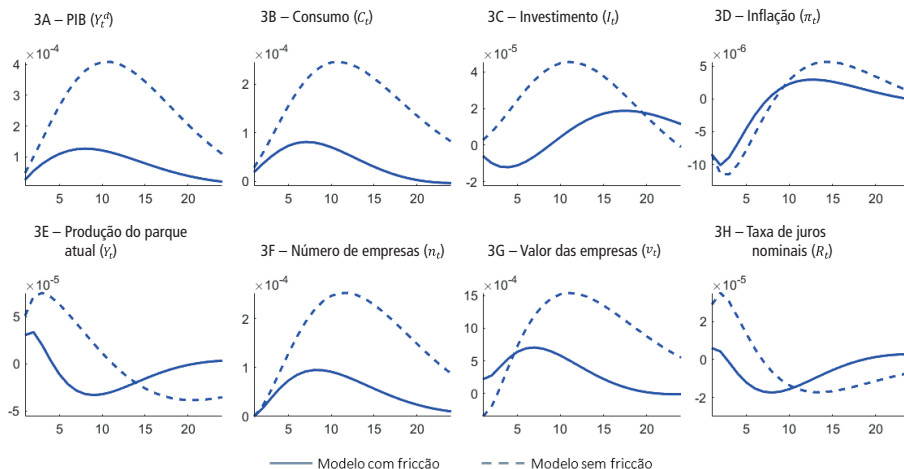 3A – PIB (Y_t^d)
×10^-4
4
3
2
1
5 10 15 20
3B – Consumo (C_t)
×10^-4
2
1
0
5 10 15 20
3C – Investimento (I_t)
×10^-5
4
2
0
-2
5 10 15 20
3D – Inflação (π_t)
×10^-6
5
0
-5
-10
5 10 15 20
3E – Produção do parque
atual (Y_t)
×10^-5
5
0
-5
5 10 15 20
3F – Número de empresas (n_t)
×10^-4
2
1
0
5 10 15 20
3G – Valor das empresas (v_t)
×10^-4
15
10
5
0
5 10 15 20
3H – Taxa de juros
nominais (R_t)
×10^-5
2
0
-2
5 10 15 20
Modelo com fricção Modelo sem fricção